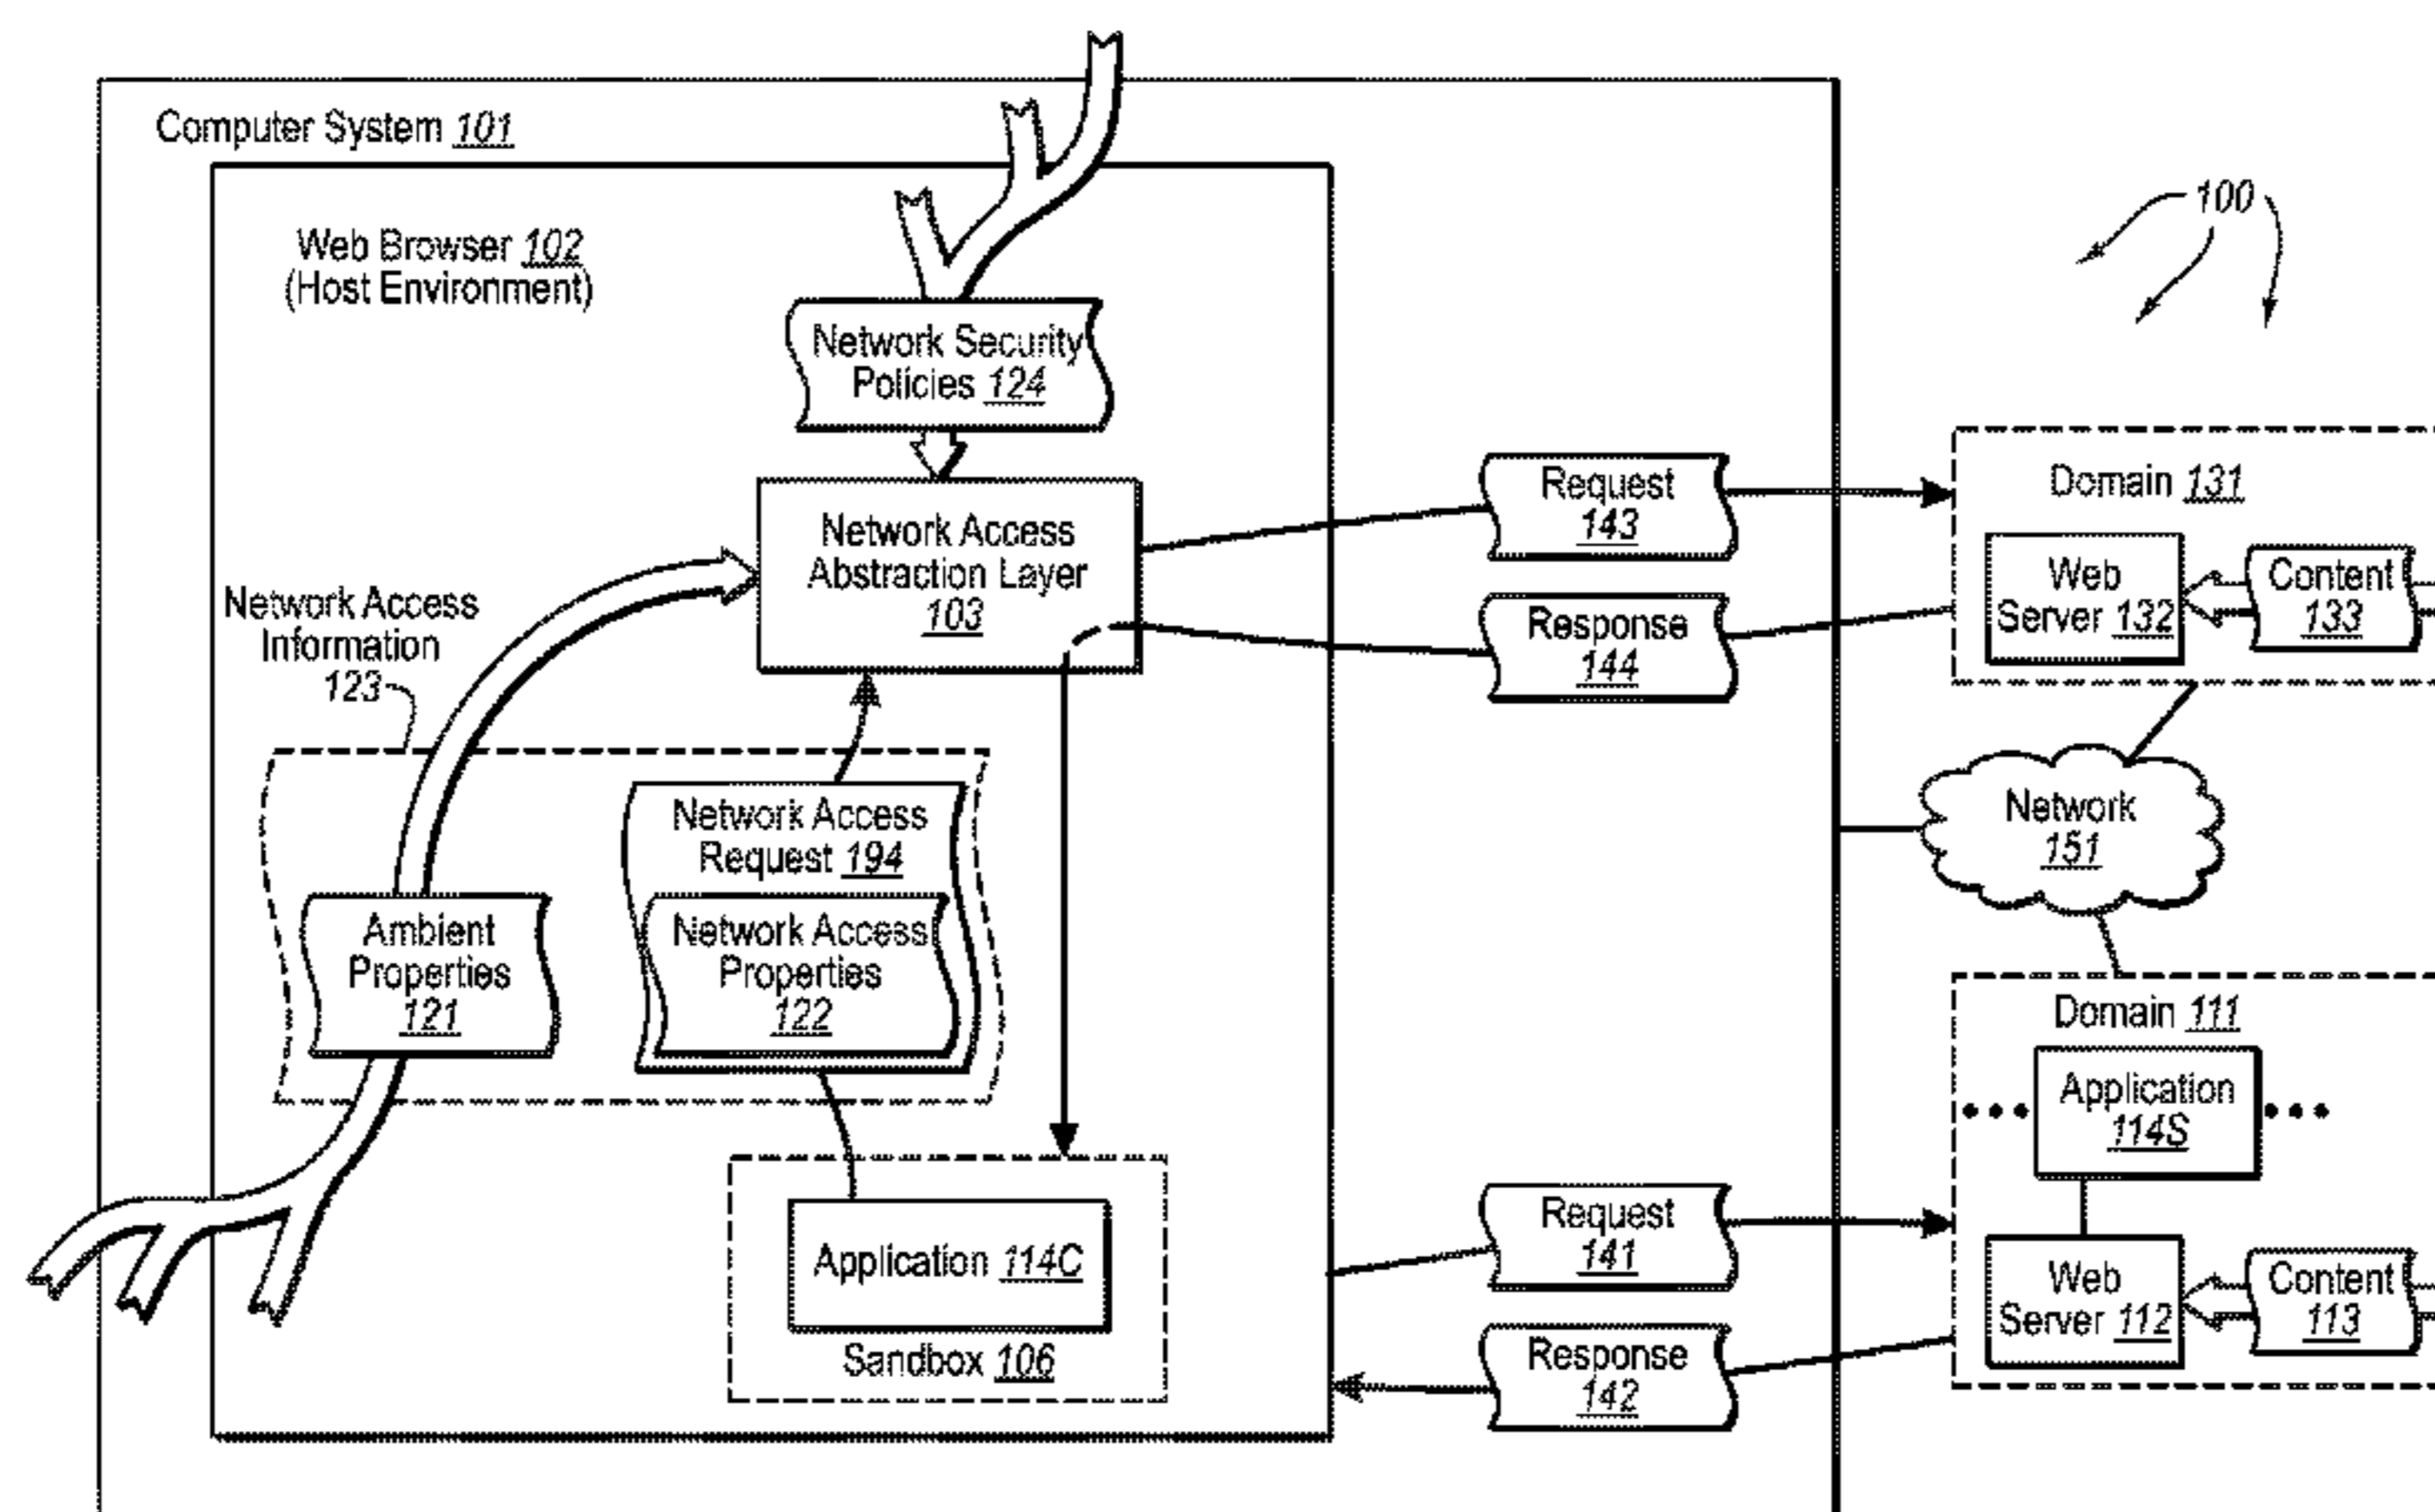 Computer System 101
100
Web Browser 102
(Host Environment)
Network Security
Policies 124
Network Access
Abstraction Layer
103
Network Access
Information
123
Request
143
Response
144
Domain 131
Web
Server 132
Content
133
Network
151
Network Access
Request 194
Ambient
Properties
121
Network Access
Properties
122
Domain 111
Application
114S
Application 114C
Sandbox 106
Request
141
Response
142
Web
Server 112
Content
113